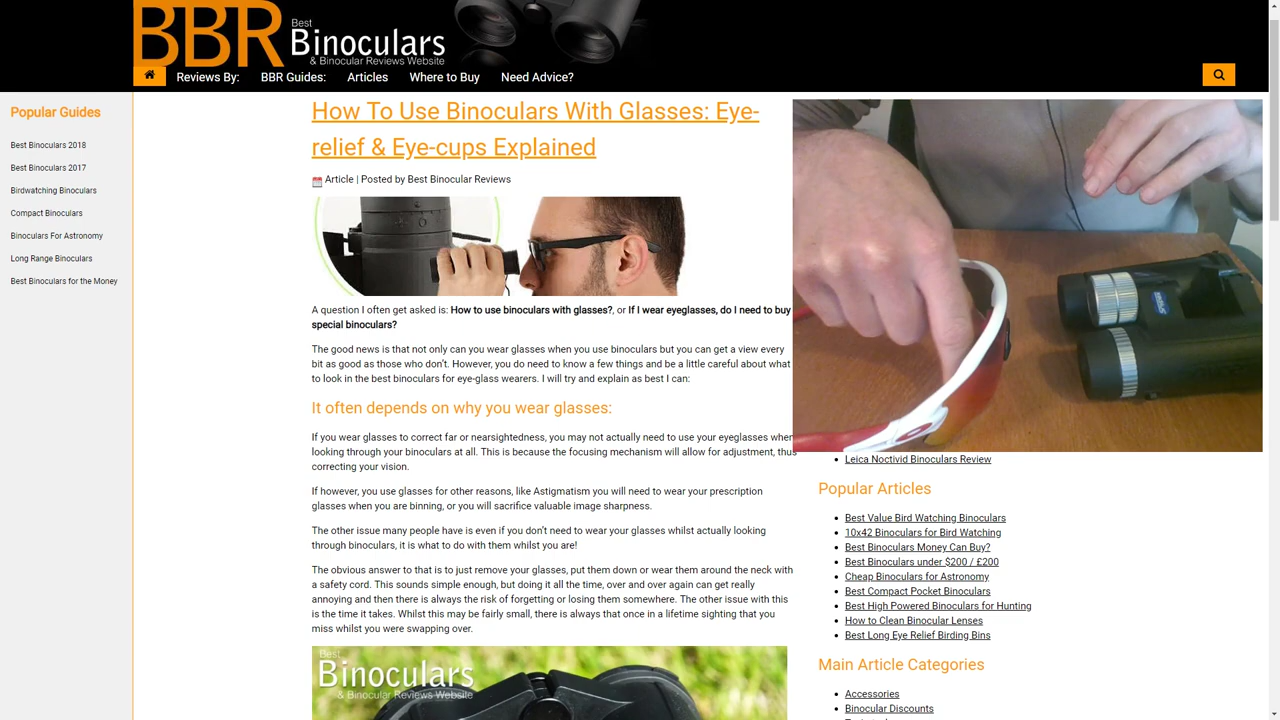 BBR
Best
Binoculars
& Binocular Reviews Website
Reviews By:
BBR Guides:
Articles
Where to Buy
Need Advice?
Popular Guides
Best Binoculars 2018
Best Binoculars 2017
Birdwatching Binoculars
Compact Binoculars
Binoculars For Astronomy
Long Range Binoculars
Best Binoculars for the Money
How To Use Binoculars With Glasses: Eye-
relief & Eye-cups Explained
Article | Posted by Best Binocular Reviews
A question I often get asked is: How to use binoculars with glasses?, or If I wear eyeglasses, do I need to buy
special binoculars?
The good news is that not only can you wear glasses when you use binoculars but you can get a view every
bit as good as those who don't. However, you do need to know a few things and be a little careful about what
to look in the best binoculars for eye-glass wearers. I will try and explain as best I can:
It often depends on why you wear glasses:
If you wear glasses to correct far or nearsightedness, you may not actually need to use your eyeglasses when
looking through your binoculars at all. This is because the focusing mechanism will allow for adjustment, thus
correcting your vision.
If however, you use glasses for other reasons, like Astigmatism you will need to wear your prescription
glasses when you are binning, or you will sacrifice valuable image sharpness.
The other issue many people have is even if you don't need to wear your glasses whilst actually looking
through binoculars, it is what to do with them whilst you are!
The obvious answer to that is to just remove your glasses, put them down or wear them around the neck with
a safety cord. This sounds simple enough, but doing it all the time, over and over again can get really
annoying and then there is always the risk of forgetting or losing them somewhere. The other issue with this
is the time it takes. Whilst this may be fairly small, there is always that once in a lifetime sighting that you
miss whilst you were swapping over.
Best
Binoculars
& Binocular Reviews Website
Leica Noctivid Binoculars Review
Popular Articles
Best Value Bird Watching Binoculars
10x42 Binoculars for Bird Watching
Best Binoculars Money Can Buy?
Best Binoculars under $200 / £200
Cheap Binoculars for Astronomy
Best Compact Pocket Binoculars
Best High Powered Binoculars for Hunting
How to Clean Binocular Lenses
Best Long Eye Relief Birding Bins
Main Article Categories
Accessories
Binocular Discounts